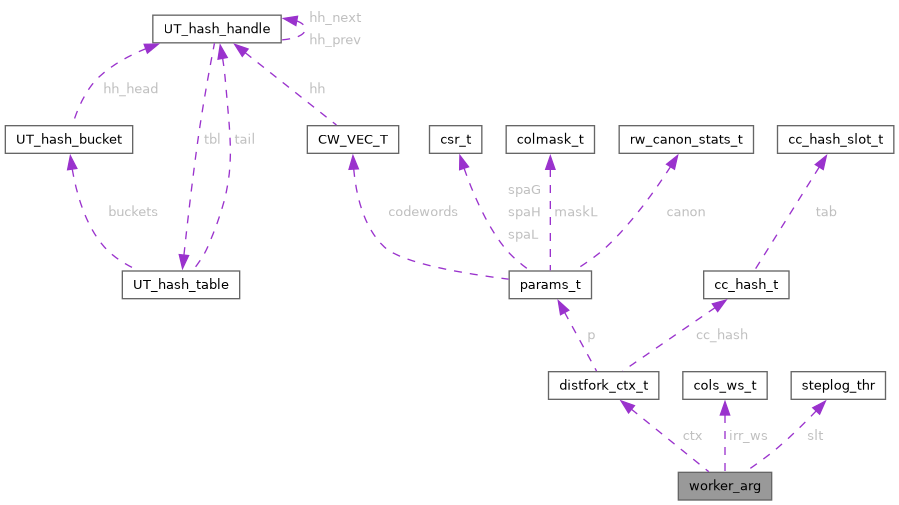 hh_next
UT_hash_handle
hh_prev
hh_head
hh
UT_hash_bucket
tbl
tail
CW_VEC_T
csr_t
colmask_t
rw_canon_stats_t
cc_hash_slot_t
spaG
buckets
codewords
spaH
maskL
canon
tab
spaL
UT_hash_table
params_t
cc_hash_t
p
cc_hash
distfork_ctx_t
cols_ws_t
steplog_thr
ctx
irr_ws
slt
worker_arg